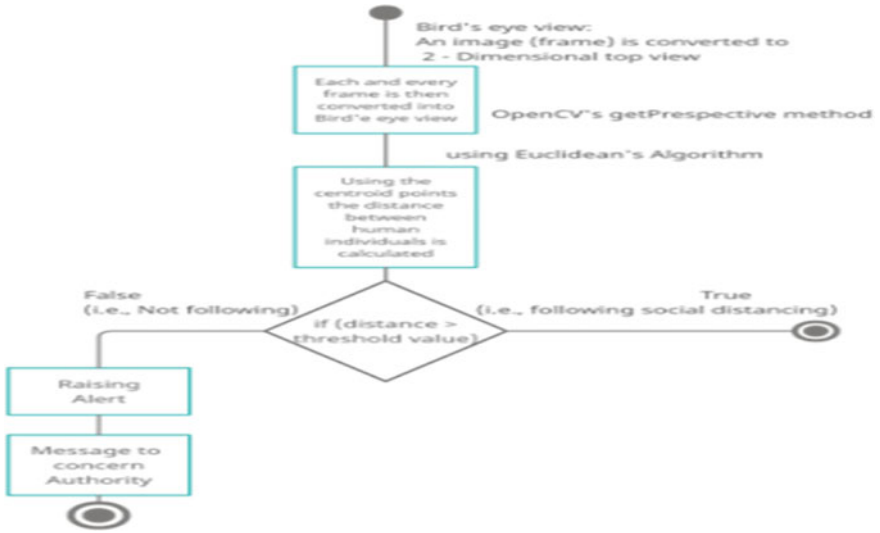 Bird's eye view:
An image (frame) is converted to
2 - Dimensional top view
Each and every
frame is then
converted into
Bird'e eye view
OpenCV's getPrespective method
using Euclidean's Algorithm
Using the
centroid points
the distance
between
human
individuals is
calculated
False
(i.e., Not following)
True
(i.e., following social distancing)
if (distance >
threshold value)
Raising
Alert
Message to
concern
Authority